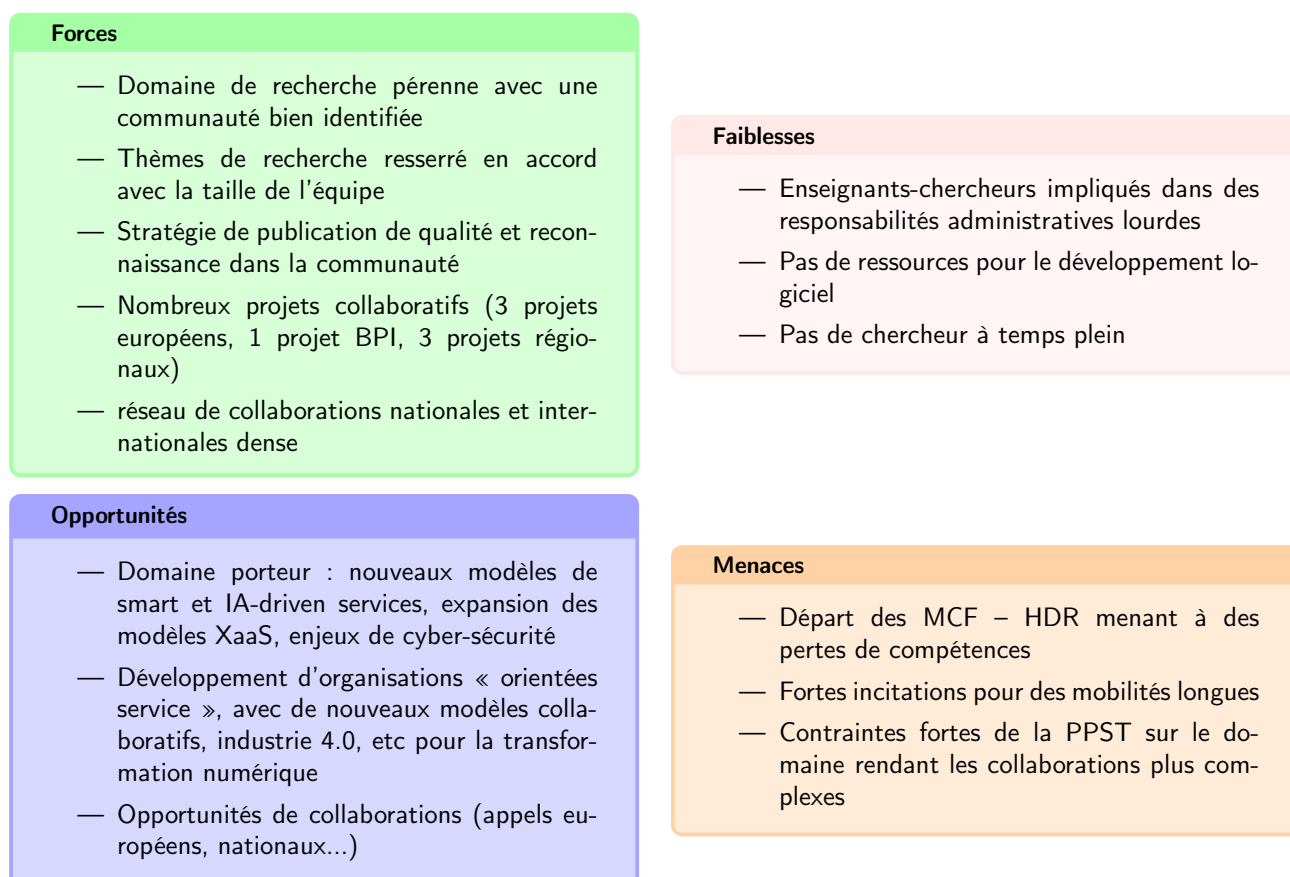 Forces
— Domaine de recherche pérenne avec une
communauté bien identifiée
— Thèmes de recherche resserré en accord
avec la taille de l'équipe
— Stratégie de publication de qualité et recon-
naissance dans la communauté
— Nombreux projets collaboratifs (3 projets
européens, 1 projet BPI, 3 projets régio-
naux)
— réseau de collaborations nationales et inter-
nationales dense
Faiblesses
— Enseignants-chercheurs impliqués dans des
responsabilités administratives lourdes
— Pas de ressources pour le développement lo-
giciel
— Pas de chercheur à temps plein
Opportunités
— Domaine porteur : nouveaux modèles de
smart et IA-driven services, expansion des
modèles XaaS, enjeux de cyber-sécurité
— Développement d'organisations « orientées
service », avec de nouveaux modèles colla-
boratifs, industrie 4.0, etc pour la transfor-
mation numérique
— Opportunités de collaborations (appels eu-
ropéens, nationaux...)
Menaces
— Départ des MCF – HDR menant à des
pertes de compétences
— Fortes incitations pour des mobilités longues
— Contraintes fortes de la PPST sur le do-
maine rendant les collaborations plus com-
plexes